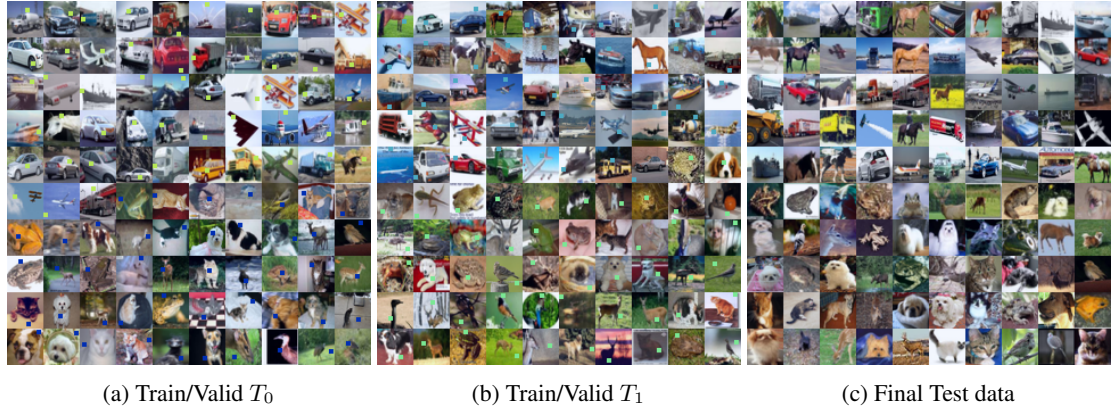 (a) Train/Valid T₀
(b) Train/Valid T₁
(c) Final Test data